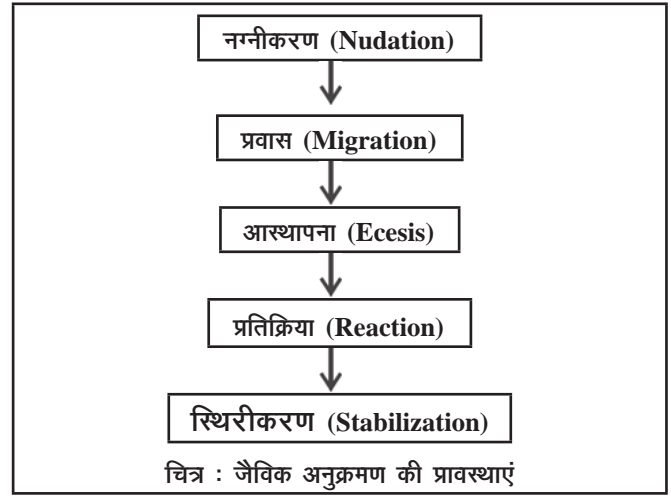 नग्नीकरण (Nudation)
प्रवास (Migration)
आस्थापना (Ecesis)
प्रतिक्रिया (Reaction)
स्थिरीकरण (Stabilization)
चित्र : जैविक अनुक्रमण की प्रावस्थाएं